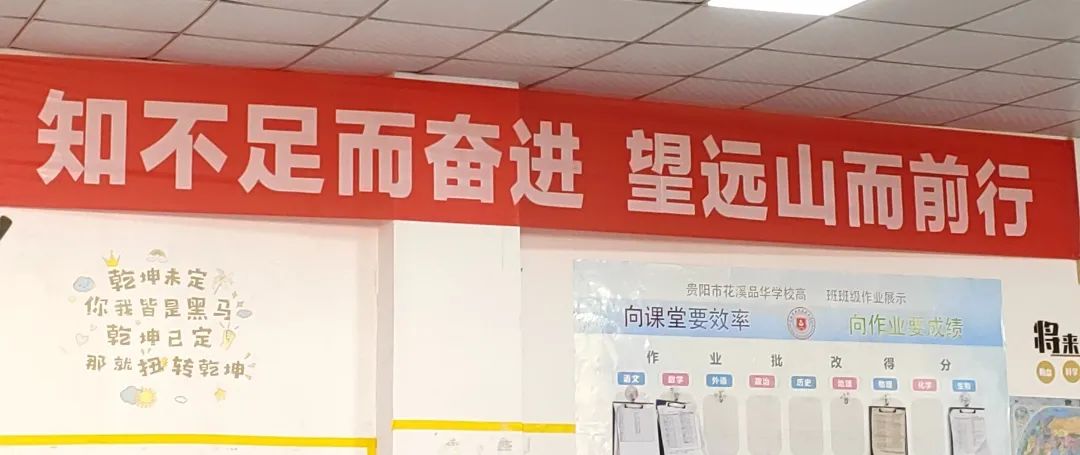 知不足而奋进 望远山而前行
乾坤未定
你我皆是黑马
乾坤已定
那就扭转乾坤
贵阳市花溪品华学校高 班班级作业展示
向课堂要效率 向作业要成绩
作业批改得分
语文 数学 外语 政治 历史 地理 物理 化学 生物
将来